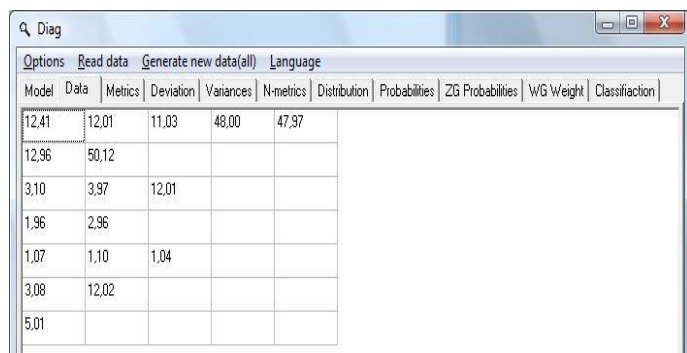 Diag
Options Read data Generate new data(all) Language
Model Data Metrics Deviation Variances N-metrics Distribution Probabilities ZG Probabilities WG Weight Classifiaction
12,41 12,01 11,03 48,00 47,97
12,96 50,12
3,10 3,97 12,01
1,96 2,96
1,07 1,10 1,04
3,08 12,02
5,01